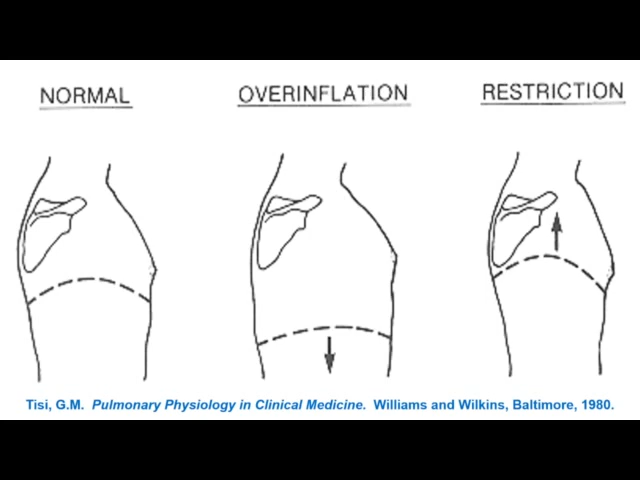 NORMAL
OVERINFLATION
RESTRICTION
Tisi, G.M.  Pulmonary Physiology in Clinical Medicine.  Williams and Wilkins, Baltimore, 1980.